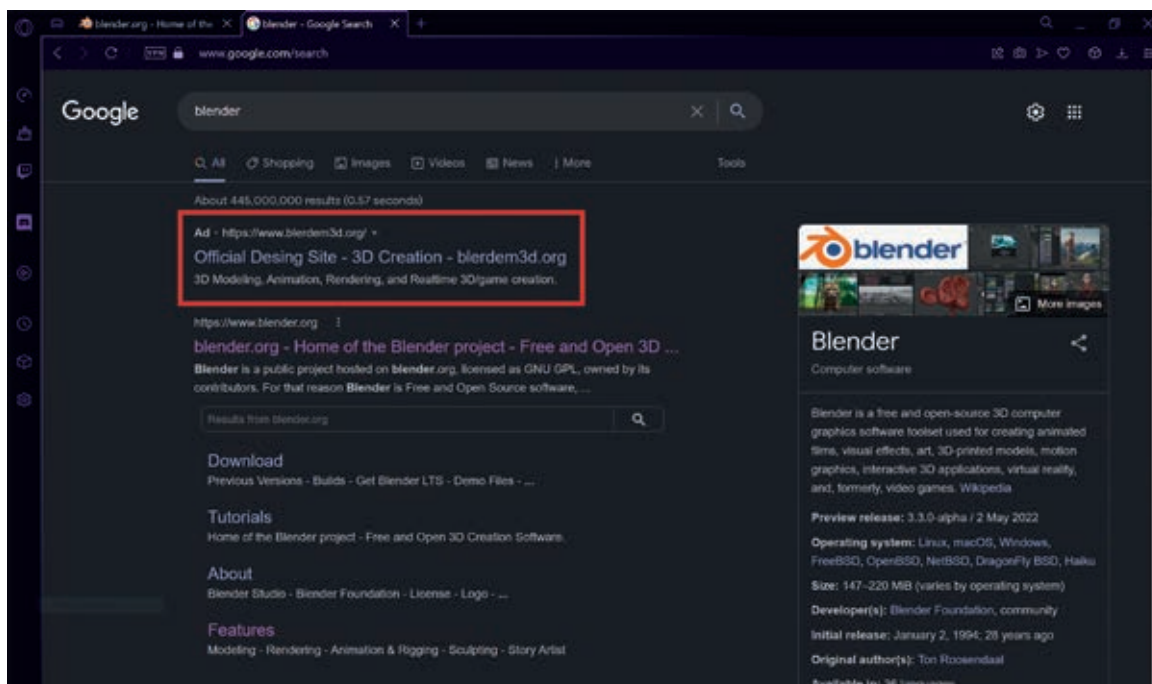 blender.org - Home of the
blender - Google Search
VPN
www.google.com/search
Google
blender
All
Shopping
Images
Videos
News
More
Tools
About 445,000,000 results (0.57 seconds)
Ad · https://www.blerdem3d.org/
Official Desing Site - 3D Creation - blerdem3d.org
3D Modeling, Animation, Rendering, and Realtime 3D/game creation.
https://www.blender.org
blender.org - Home of the Blender project - Free and Open 3D ...
Blender is a public project hosted on blender.org, licensed as GNU GPL, owned by its
contributors. For that reason Blender is Free and Open Source software, ...
Results from blender.org
Download
Previous Versions - Builds - Get Blender LTS - Demo Files - ...
Tutorials
Home of the Blender project - Free and Open 3D Creation Software.
About
Blender Studio - Blender Foundation - License - Logo - ...
Features
Modeling - Rendering - Animation & Rigging - Sculpting - Story Artist
blender
More images
Blender
Computer software
Blender is a free and open-source 3D computer
graphics software toolset used for creating animated
films, visual effects, art, 3D-printed models, motion
graphics, interactive 3D applications, virtual reality,
and, formerly, video games. Wikipedia
Preview release: 3.3.0-alpha / 2 May 2022
Operating system: Linux, macOS, Windows,
FreeBSD, OpenBSD, NetBSD, DragonFly BSD, Haiku
Size: 147–220 MiB (varies by operating system)
Developer(s): Blender Foundation, community
Initial release: January 2, 1994; 28 years ago
Original author(s): Ton Roosendaal
Available in: 36 languages